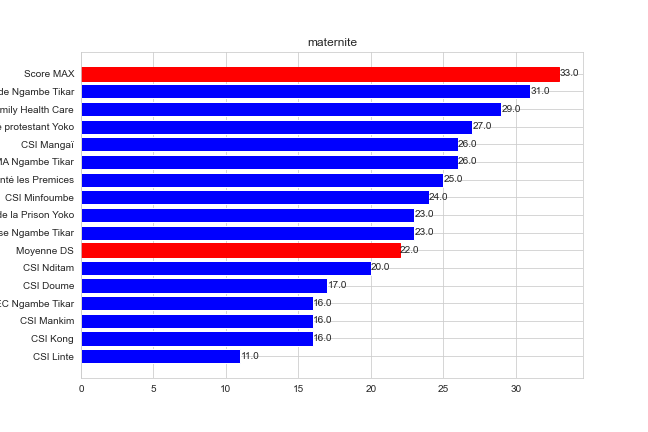 maternite
Score MAX 33.0
de Ngambe Tikar 31.0
mily Health Care 29.0
e protestant Yoko 27.0
CSI Mangaï 26.0
MA Ngambe Tikar 26.0
nté les Premices 25.0
CSI Minfoumbe 24.0
de la Prison Yoko 23.0
se Ngambe Tikar 23.0
Moyenne DS 22.0
CSI Nditam 20.0
CSI Doume 17.0
EC Ngambe Tikar 16.0
CSI Mankim 16.0
CSI Kong 16.0
CSI Linte 11.0
0 5 10 15 20 25 30